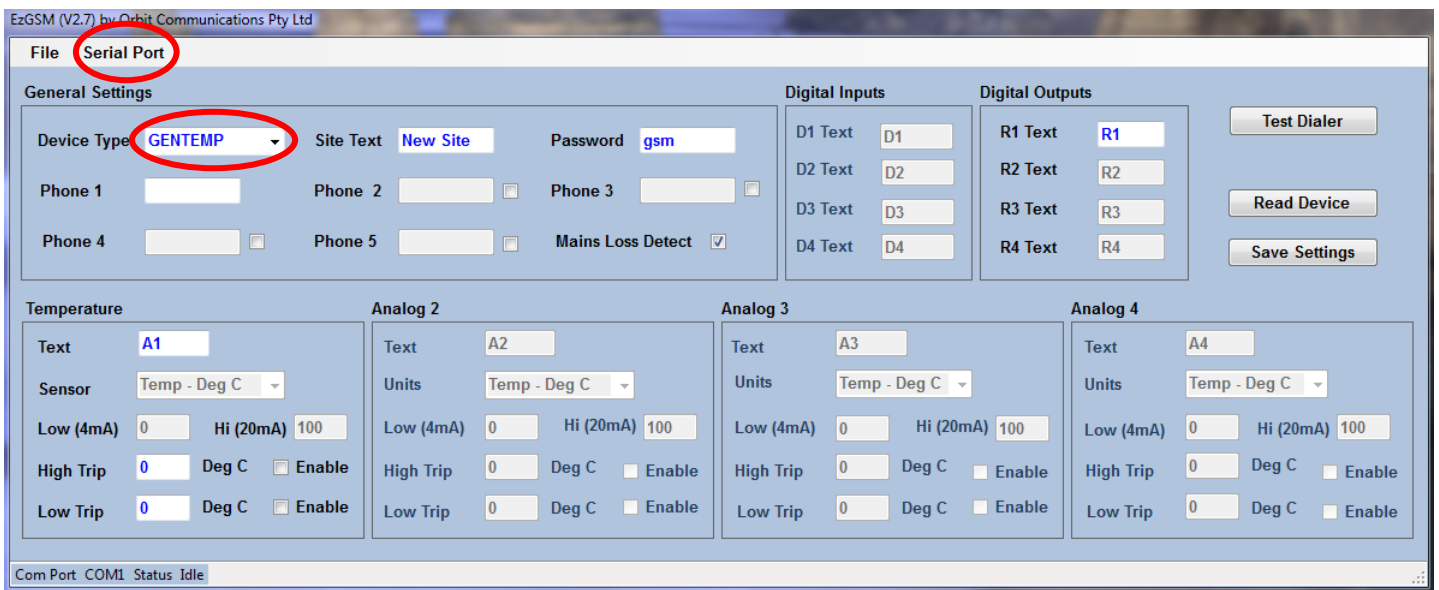 EzGSM (V2.7) by Orbit Communications Pty Ltd
File Serial Port
General Settings
Device Type GENTEMP Site Text New Site Password gsm
Phone 1 Phone 2 Phone 3
Phone 4 Phone 5 Mains Loss Detect
Digital Inputs
D1 Text D1
D2 Text D2
D3 Text D3
D4 Text D4
Digital Outputs
R1 Text R1
R2 Text R2
R3 Text R3
R4 Text R4
Test Dialer
Read Device
Save Settings
Temperature
Text A1
Sensor Temp - Deg C
Low (4mA) 0 Hi (20mA) 100
High Trip 0 Deg C Enable
Low Trip 0 Deg C Enable
Analog 2
Text A2
Units Temp - Deg C
Low (4mA) 0 Hi (20mA) 100
High Trip 0 Deg C Enable
Low Trip 0 Deg C Enable
Analog 3
Text A3
Units Temp - Deg C
Low (4mA) 0 Hi (20mA) 100
High Trip 0 Deg C Enable
Low Trip 0 Deg C Enable
Analog 4
Text A4
Units Temp - Deg C
Low (4mA) 0 Hi (20mA) 100
High Trip 0 Deg C Enable
Low Trip 0 Deg C Enable
Com Port COM1 Status Idle